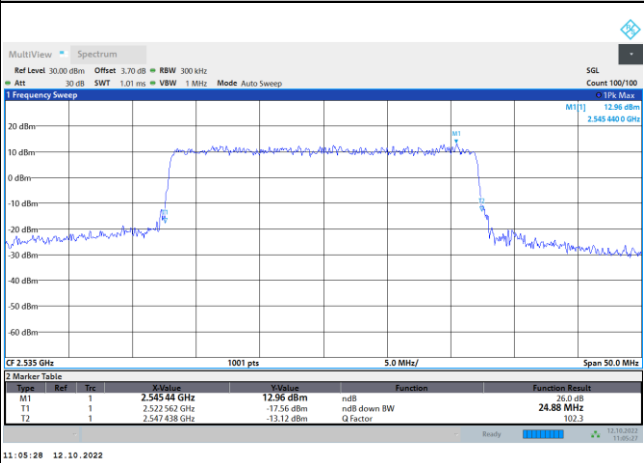 MultiView Spectrum
Ref Level 30.00 dBm Offset 3.70 dB RBW 300 kHz SGL
Att 30 dB SWT 1.01 ms VBW 1 MHz Mode Auto Sweep Count 100/100
1 Frequency Sweep 1Pk Max
M1[1] 12.96 dBm
2.545 440 0 GHz
20 dBm
M1
10 dBm
0 dBm
-10 dBm
-20 dBm
-30 dBm
-40 dBm
-50 dBm
-60 dBm
CF 2.535 GHz 1001 pts 5.0 MHz/ Span 50.0 MHz
2 Marker Table
Type Ref Trc X-Value Y-Value Function Function Result
M1 1 2.545 44 GHz 12.96 dBm ndB 26.0 dB
T1 1 2.522 562 GHz -17.56 dBm ndB down BW 24.88 MHz
T2 1 2.547 438 GHz -13.12 dBm Q Factor 102.3
Ready 12.10.2022
11:05:27
11:05:28 12.10.2022